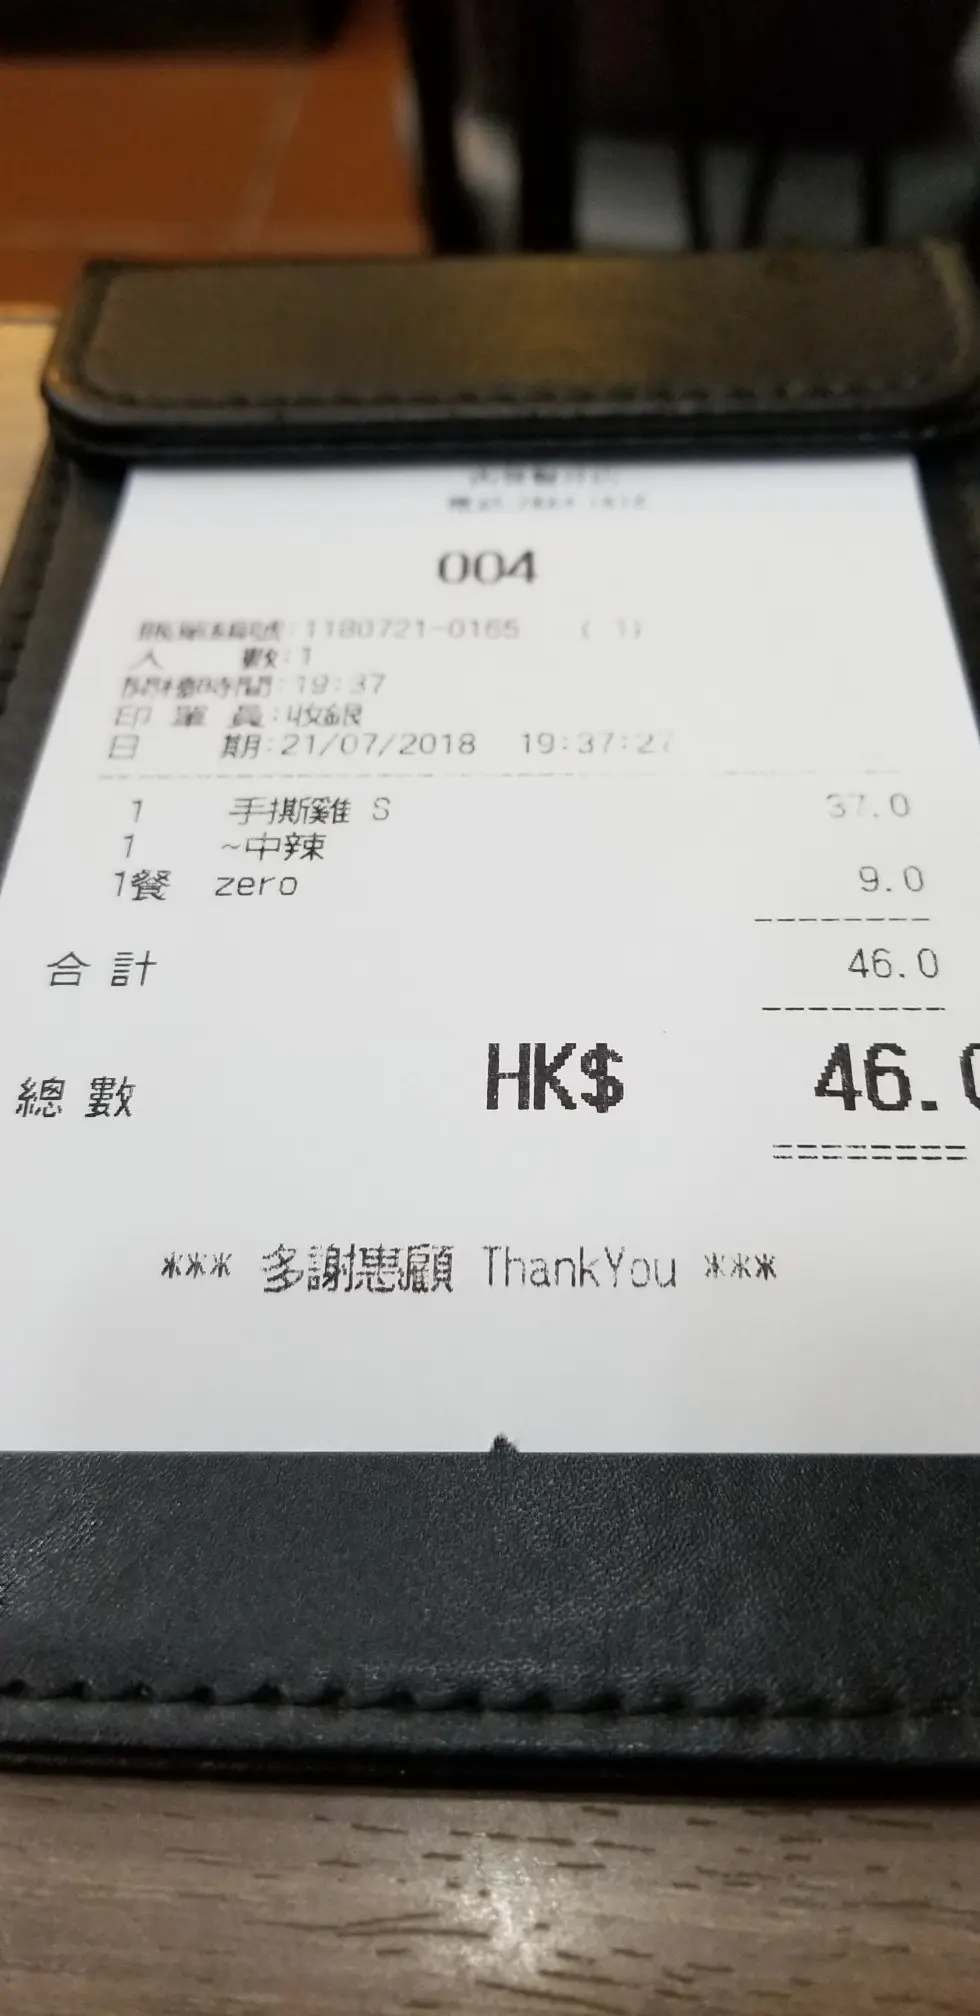 004
賬單編號:1180721-0165 ( 1)
人 數:1
開檯時間:19:37
印 單 員:收銀
日 期:21/07/2018 19:37:27
1 手撕雞 S 37.0
1 ~中辣
1餐 zero 9.0
合計 46.0
總數 HK$ 46.0
*** 多謝惠顧 ThankYou ***